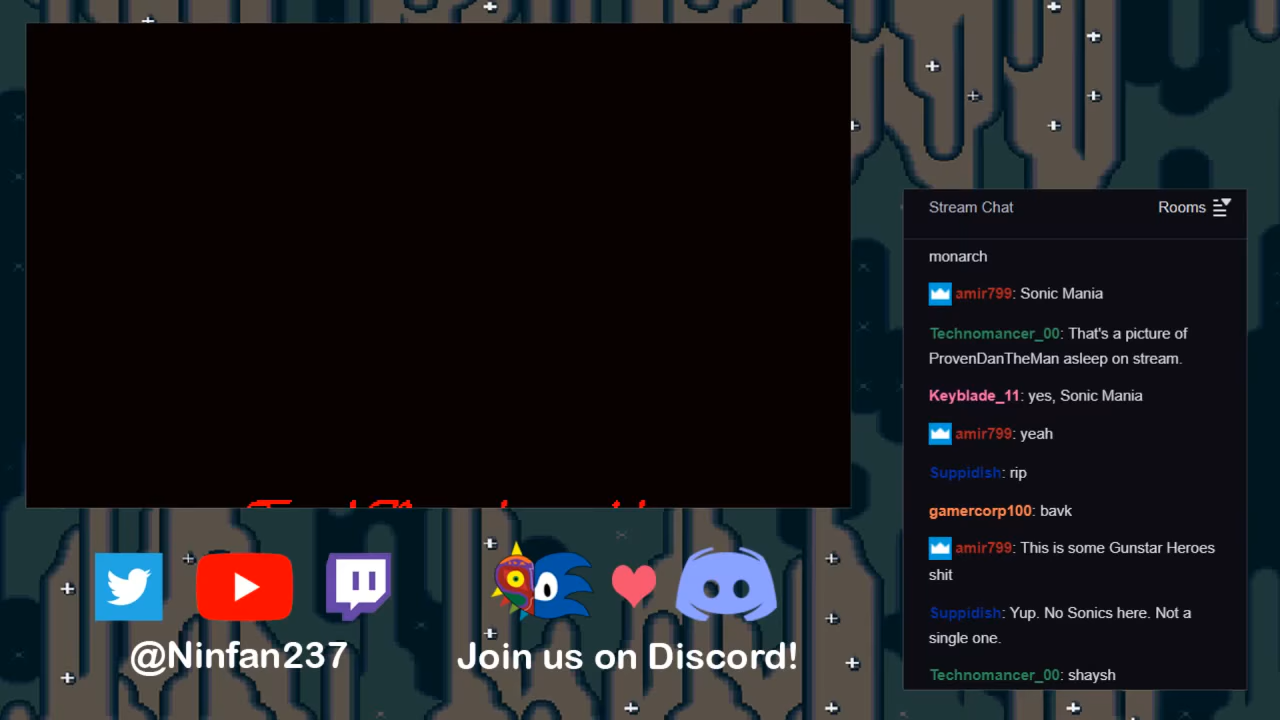 Stream Chat
Rooms
monarch
amir799: Sonic Mania
Technomancer_00: That's a picture of
ProvenDanTheMan asleep on stream.
Keyblade_11: yes, Sonic Mania
amir799: yeah
Suppidish: rip
gamercorp100: bavk
amir799: This is some Gunstar Heroes
shit
Suppidish: Yup. No Sonics here. Not a
single one.
Technomancer_00: shaysh
@Ninfan237
Join us on Discord!